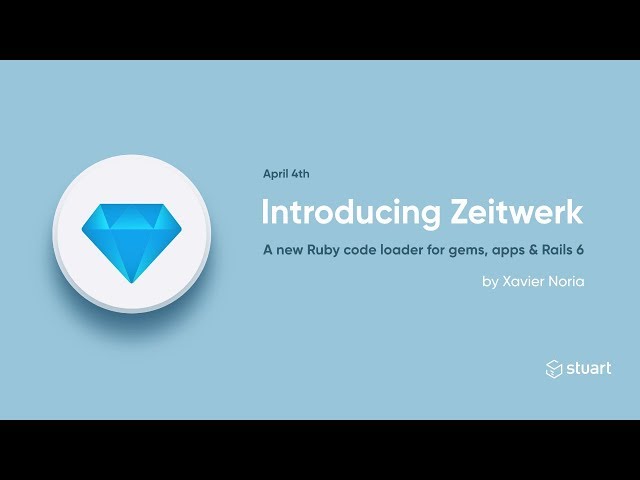 April 4th
Introducing Zeitwerk
A new Ruby code loader for gems, apps & Rails 6
by Xavier Noria
stuart